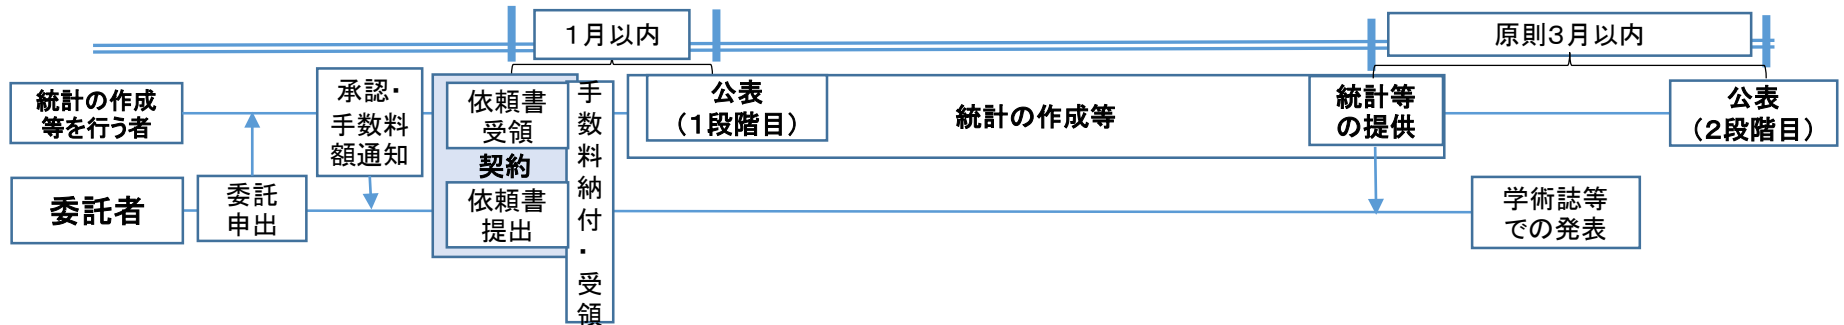 1月以内
原則3月以内
統計の作成
等を行う者
承認・
手数料
額通知
依頼書
受領
契約
依頼書
提出
手
数
料
納
付
・
受
領
公表
(1段階目)
統計の作成等
統計等
の提供
公表
(2段階目)
委託者
委託
申出
学術誌等
での発表